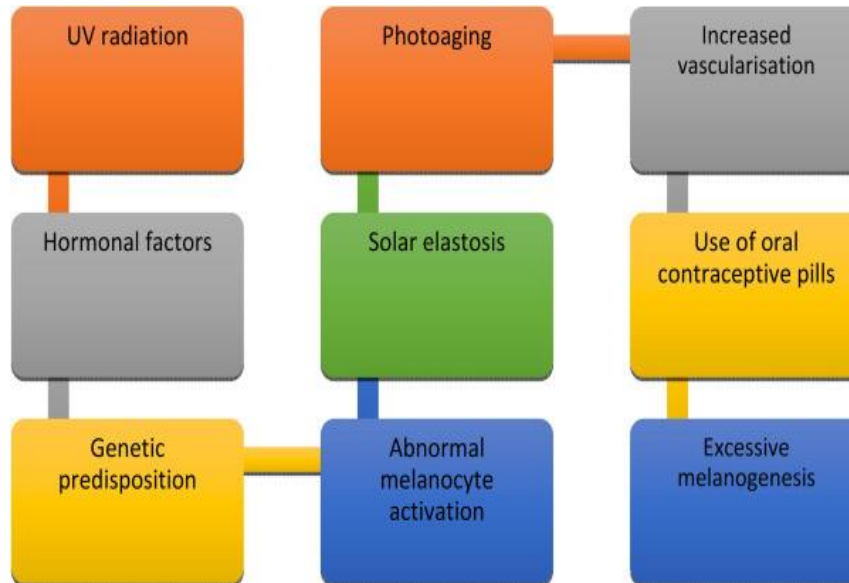 UV radiation
Hormonal factors
Genetic
predisposition
Abnormal
melanocyte
activation
Solar elastosis
Photoaging
Increased
vascularisation
Use of oral
contraceptive pills
Excessive
melanogenesis